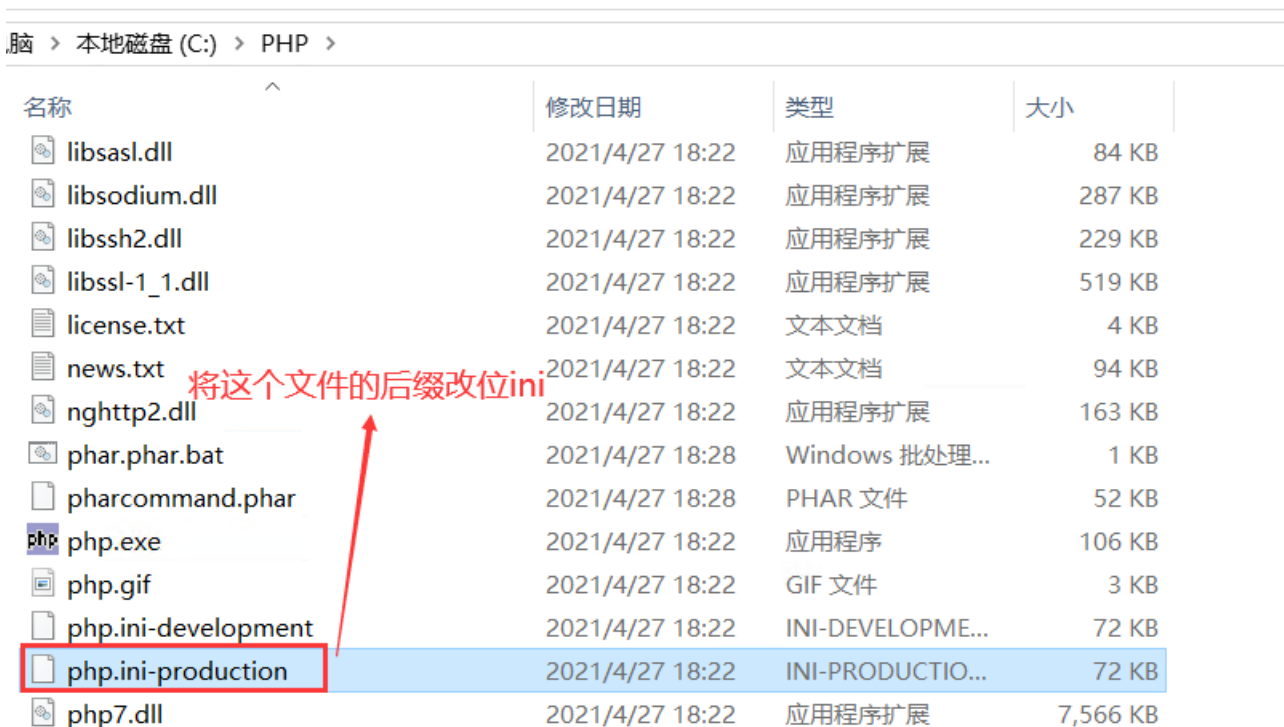 脑 > 本地磁盘 (C:) > PHP >
名称 修改日期 类型 大小
libsasl.dll 2021/4/27 18:22 应用程序扩展 84 KB
libsodium.dll 2021/4/27 18:22 应用程序扩展 287 KB
libssh2.dll 2021/4/27 18:22 应用程序扩展 229 KB
libssl-1_1.dll 2021/4/27 18:22 应用程序扩展 519 KB
license.txt 2021/4/27 18:22 文本文档 4 KB
news.txt 2021/4/27 18:22 文本文档 94 KB
将这个文件的后缀改位ini
nghttp2.dll 2021/4/27 18:22 应用程序扩展 163 KB
phar.phar.bat 2021/4/27 18:28 Windows 批处理... 1 KB
pharcommand.phar 2021/4/27 18:28 PHAR 文件 52 KB
php php.exe 2021/4/27 18:22 应用程序 106 KB
php.gif 2021/4/27 18:22 GIF 文件 3 KB
php.ini-development 2021/4/27 18:22 INI-DEVELOPME... 72 KB
php.ini-production 2021/4/27 18:22 INI-PRODUCTIO... 72 KB
php7.dll 2021/4/27 18:22 应用程序扩展 7,566 KB